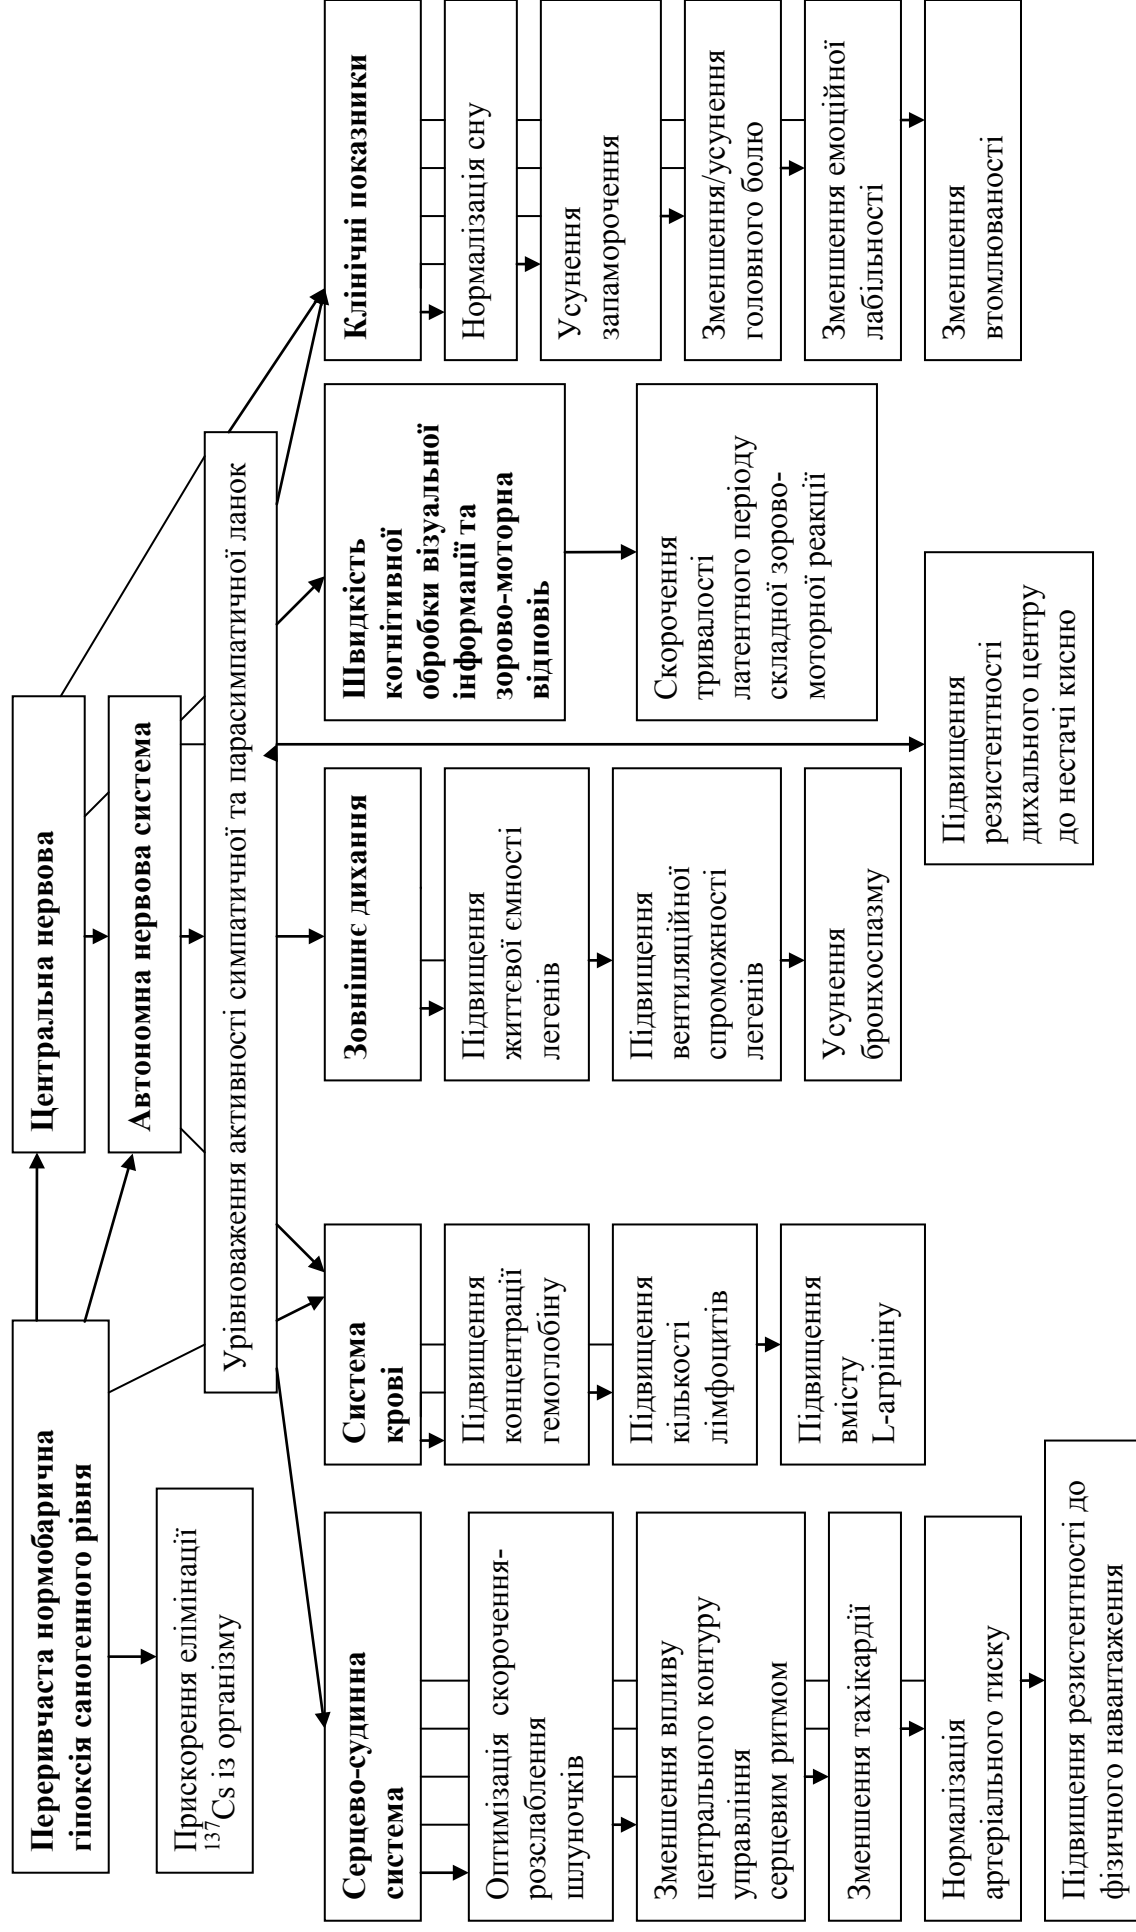 Переривчаста нормобарична
гіпоксія саногенного рівня
Центральна нервова
Автономна нервова система
Прискорення елімінації
¹³⁷Cs із організму
Урівноваження активності симпатичної та парасимпатичної ланок
Серцево-судинна
система
Оптимізація скорочення-
розслаблення
шлуночків
Зменшення впливу
центрального контуру
управління
серцевим ритмом
Зменшення тахікардії
Нормалізація
артеріального тиску
Підвищення резистентності до
фізичного навантаження
Система
крові
Підвищення
концентрації
гемоглобіну
Підвищення
кількості
лімфоцитів
Підвищення
вмісту
L-агрініну
Зовнішнє дихання
Підвищення
життєвої ємності
легенів
Підвищення
вентиляційної
спроможності
легенів
Усунення
бронхоспазму
Підвищення
резистентності
дихального центру
до нестачі кисню
Швидкість
когнітивної
обробки візуальної
інформації та
зорово-моторна
відповіь
Скорочення
тривалості
латентного періоду
складної зорово-
моторної реакції
Клінічні показники
Нормалізація сну
Усунення
запаморочення
Зменшення/усунення
головного болю
Зменшення емоційної
лабільності
Зменшення
втомлюваності